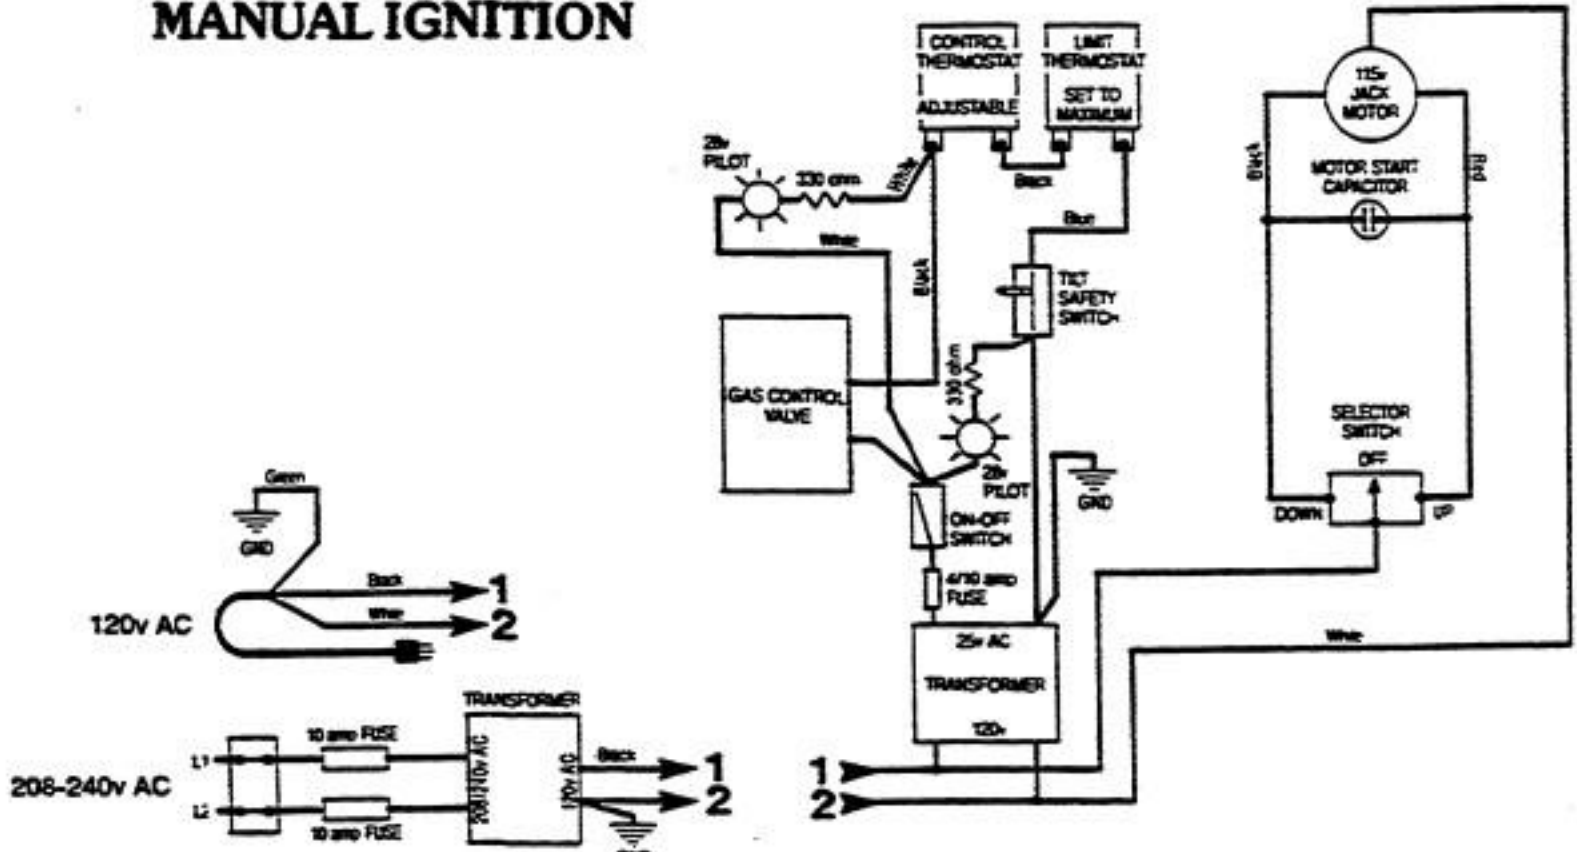 MANUAL IGNITION
CONTROL
THERMOSTAT
ADJUSTABLE
LIMIT
THERMOSTAT
SET TO
MAXIMUM
115v
JACK
MOTOR
Black
Red
MOTOR START
CAPACITOR
28v
PILOT
330 ohm
White
Black
Blue
White
Black
TILT
SAFETY
SWITCH
GAS CONTROL
VALVE
330 ohm
28v
PILOT
GND
ON-OFF
SWITCH
4/10 amp
FUSE
SELECTOR
SWITCH
OFF
DOWN
UP
Green
GND
Black
1
White
2
120v AC
25v AC
TRANSFORMER
120v
White
TRANSFORMER
10 amp FUSE
L1
208-240v AC
L2
10 amp FUSE
208/240v AC
120v AC
Black
1
2
1
2